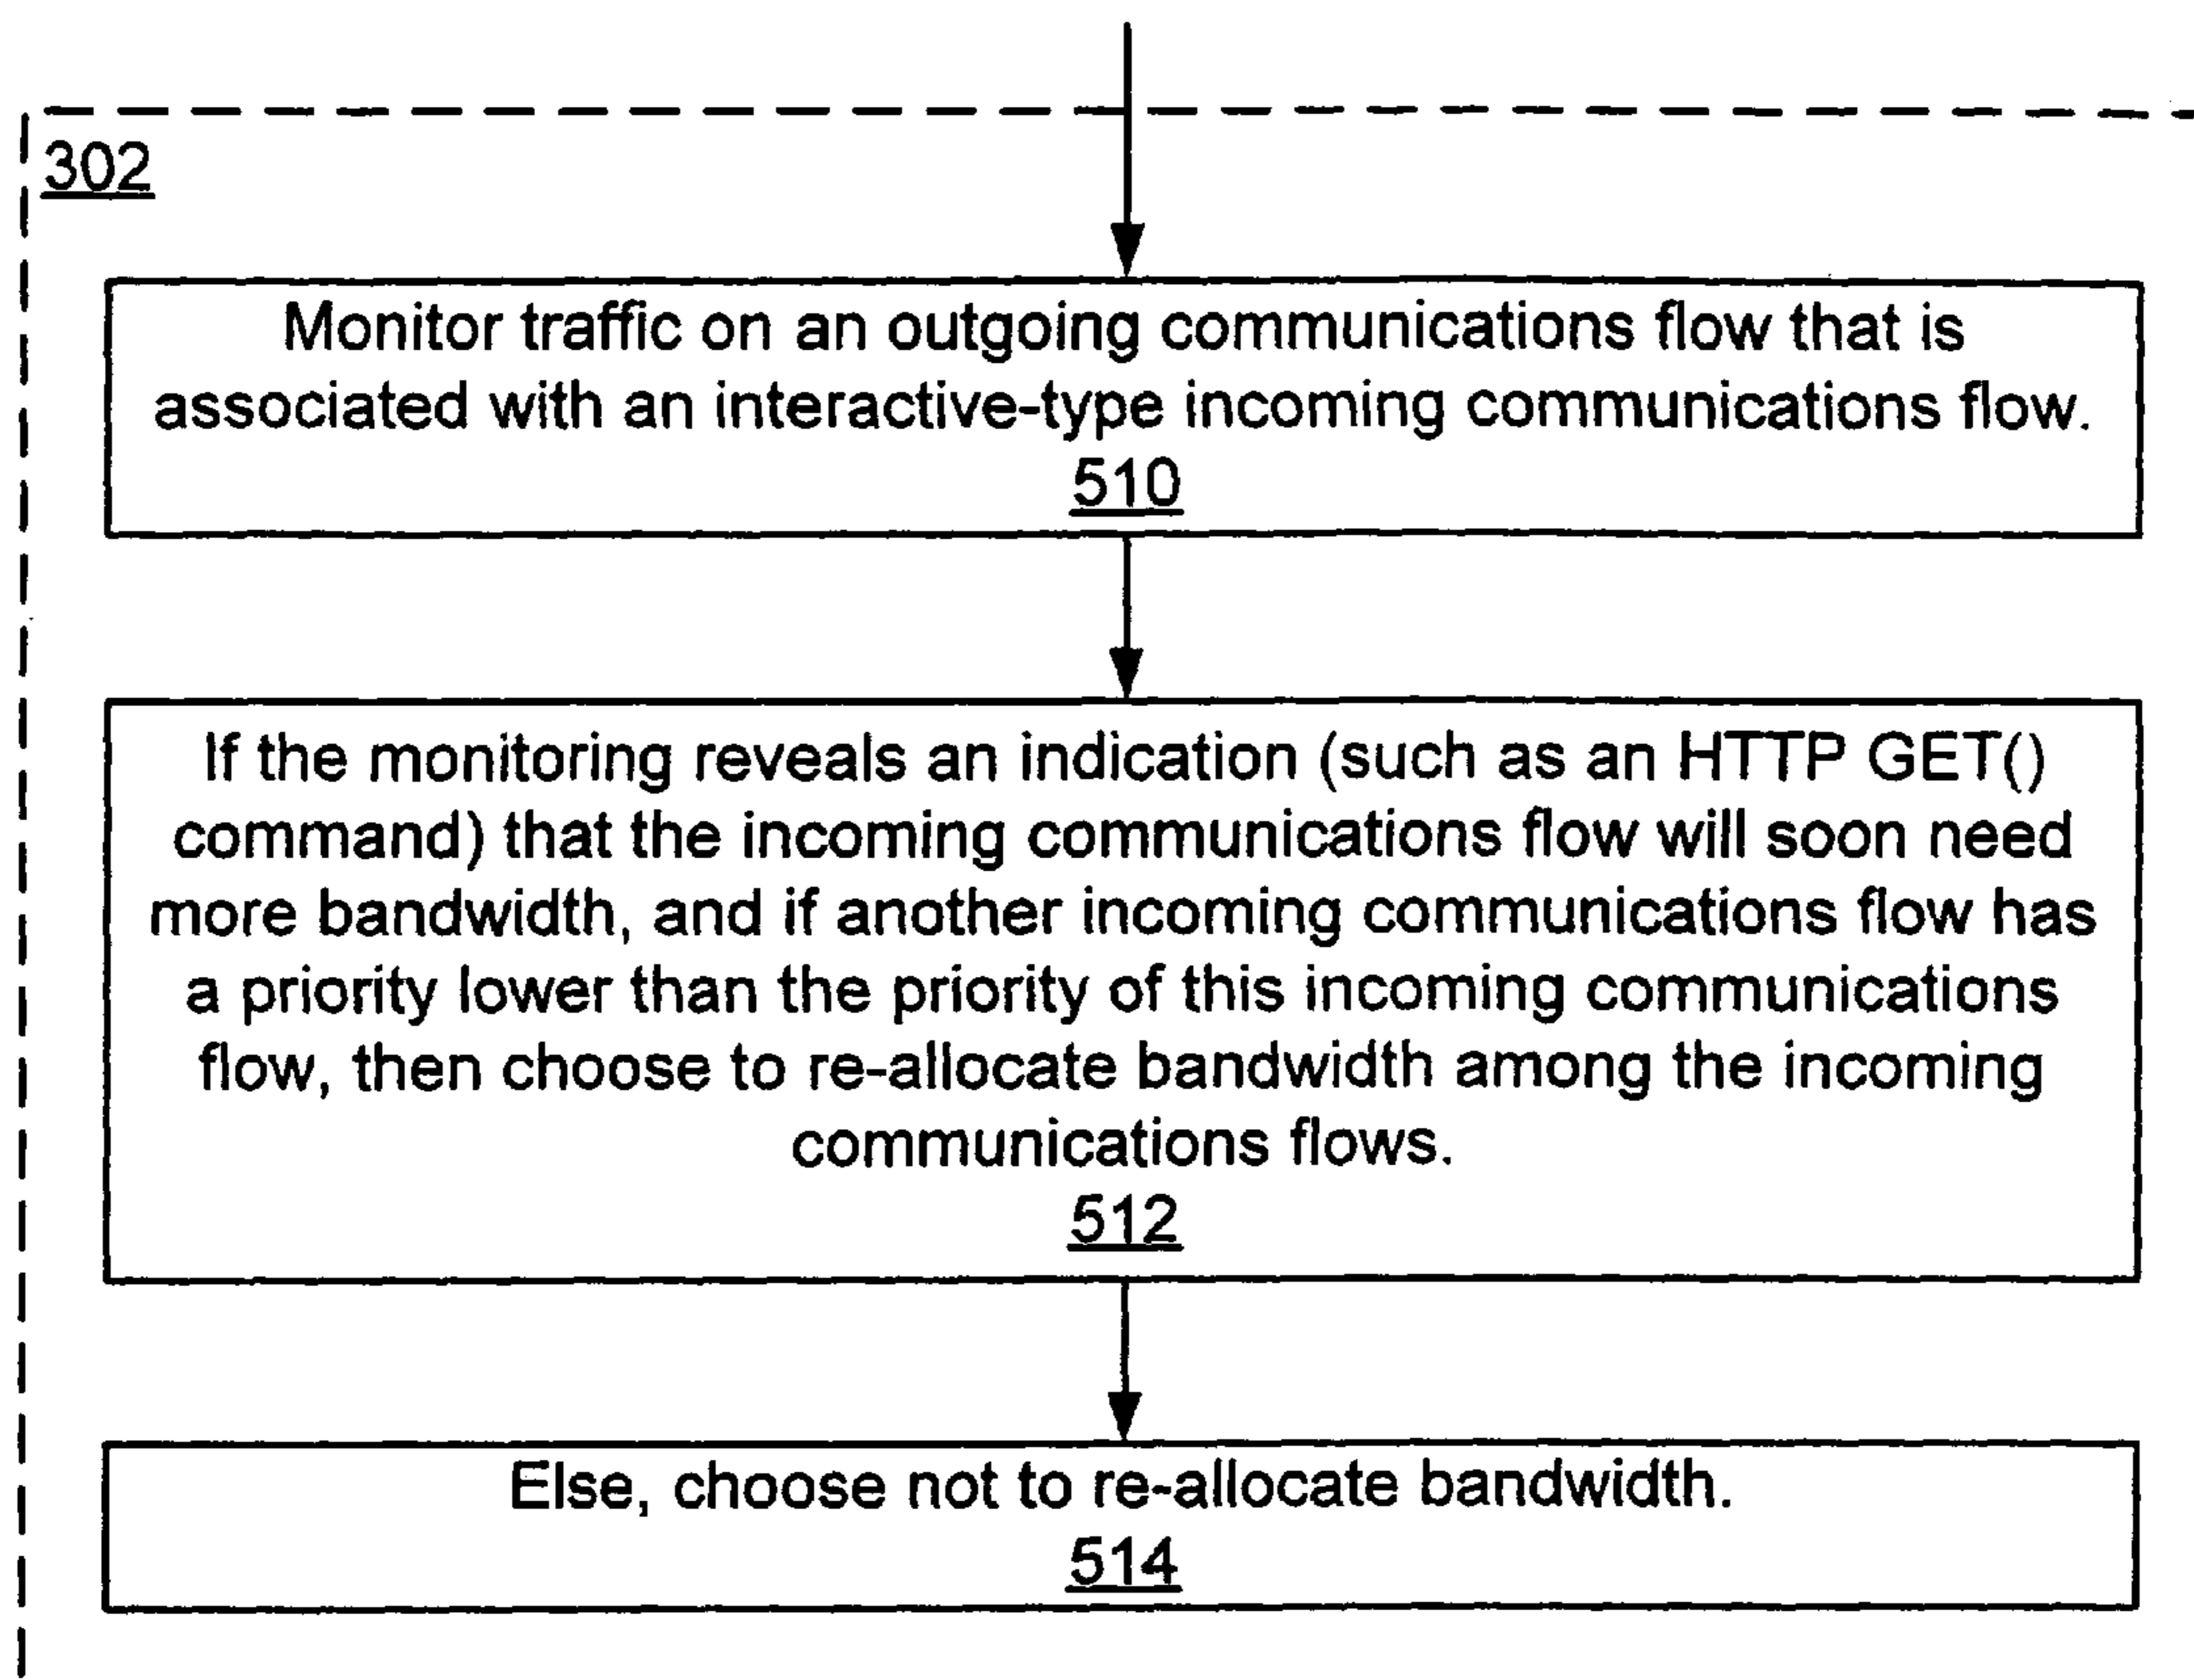 302
Monitor traffic on an outgoing communications flow that is
associated with an interactive-type incoming communications flow.
510
If the monitoring reveals an indication (such as an HTTP GET()
command) that the incoming communications flow will soon need
more bandwidth, and if another incoming communications flow has
a priority lower than the priority of this incoming communications
flow, then choose to re-allocate bandwidth among the incoming
communications flows.
512
Else, choose not to re-allocate bandwidth.
514